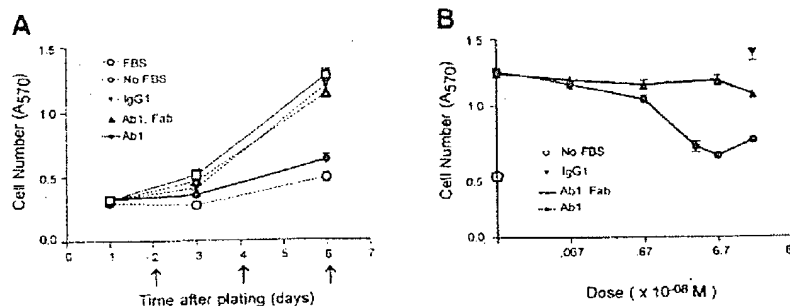 A
Cell Number (A570)
1.5
1.0
0.5
0.0
FBS
No FBS
IgG1
Ab1, Fab
Ab1
0 1 2 3 4 5 6 7
Time after plating (days)
B
Cell Number (A570)
1.5
1.0
0.5
0.0
No FBS
IgG1
Ab1 Fab
Ab1
.067 .67 6.7
Dose ( x 10-08 M )